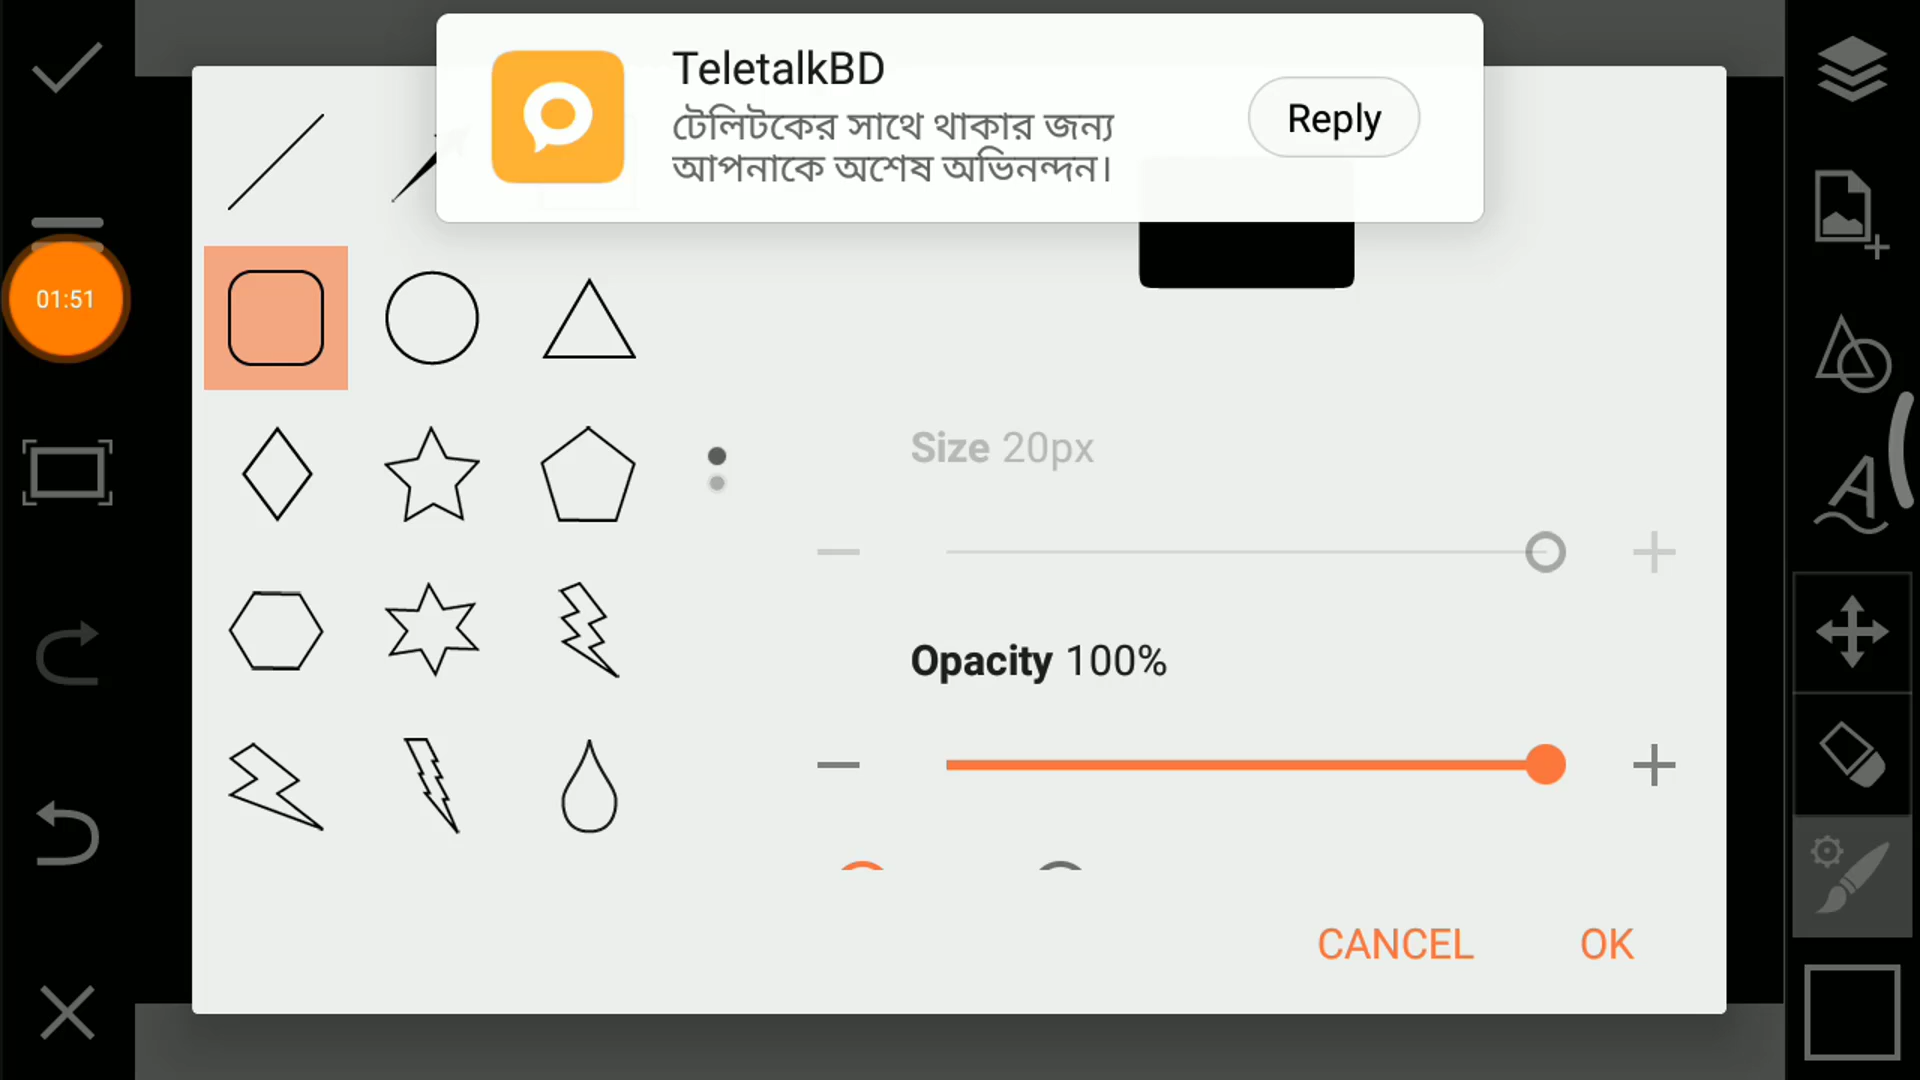 TeletalkBD
টেলিটকের সাথে থাকার জন্য
আপনাকে অশেষ অভিনন্দন।
Reply
01:51
Size 20px
Opacity 100%
CANCEL
OK